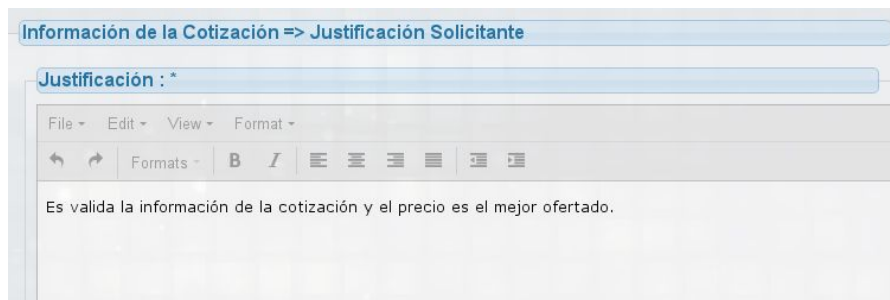 Información de la Cotización => Justificación Solicitante
Justificación : *
File Edit View Format
Formats B I
Es valida la información de la cotización y el precio es el mejor ofertado.